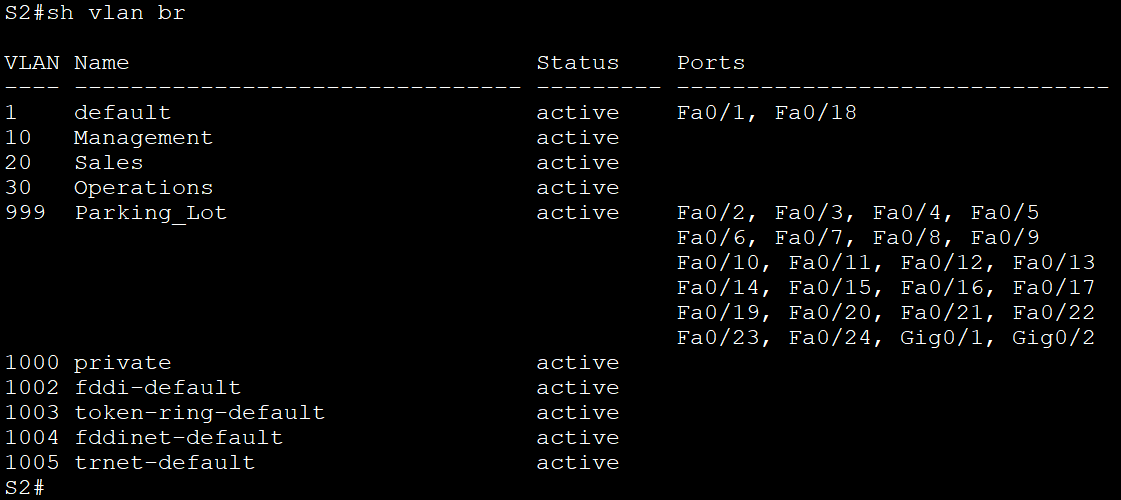 S2#sh vlan br
VLAN Name                             Status    Ports
---- -------------------------------- --------- -------------------------------
1    default                          active    Fa0/1, Fa0/18
10   Management                       active
20   Sales                            active
30   Operations                       active
999  Parking_Lot                      active    Fa0/2, Fa0/3, Fa0/4, Fa0/5
                                                Fa0/6, Fa0/7, Fa0/8, Fa0/9
                                                Fa0/10, Fa0/11, Fa0/12, Fa0/13
                                                Fa0/14, Fa0/15, Fa0/16, Fa0/17
                                                Fa0/19, Fa0/20, Fa0/21, Fa0/22
                                                Fa0/23, Fa0/24, Gig0/1, Gig0/2
1000 private                          active
1002 fddi-default                     active
1003 token-ring-default               active
1004 fddinet-default                  active
1005 trnet-default                    active
S2#